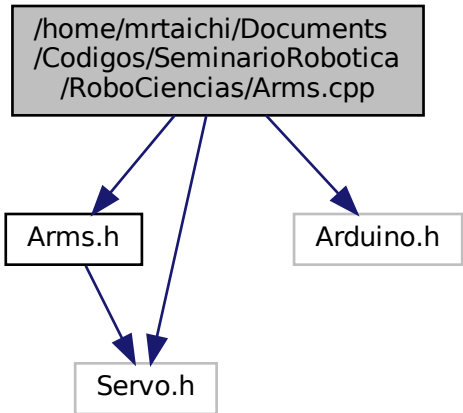 /home/mrtaichi/Documents
/Codigos/SeminarioRobotica
/RoboCiencias/Arms.cpp
Arms.h
Arduino.h
Servo.h